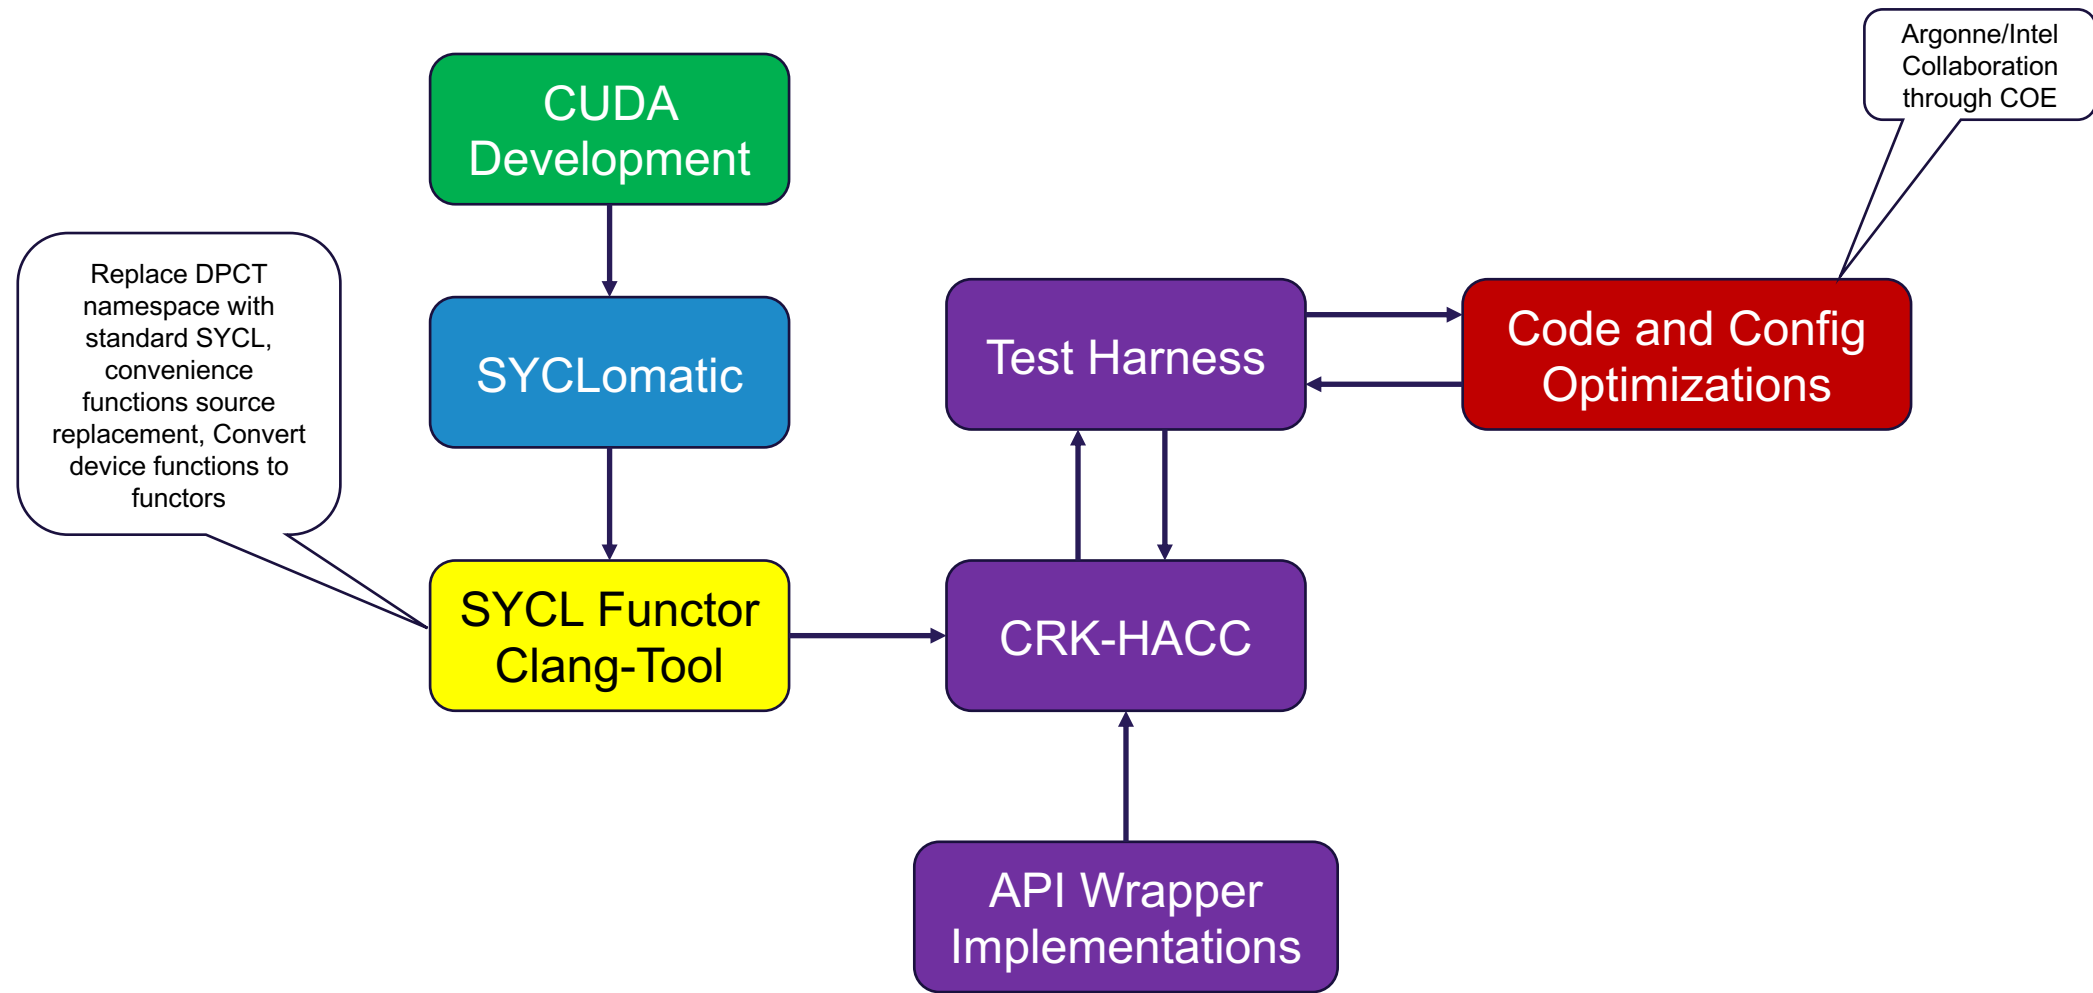 CUDA
Development
Replace DPCT
namespace with
standard SYCL,
convenience
functions source
replacement, Convert
device functions to
functors
SYCLomatic
SYCL Functor
Clang-Tool
Test Harness
CRK-HACC
API Wrapper
Implementations
Argonne/Intel
Collaboration
through COE
Code and Config
Optimizations